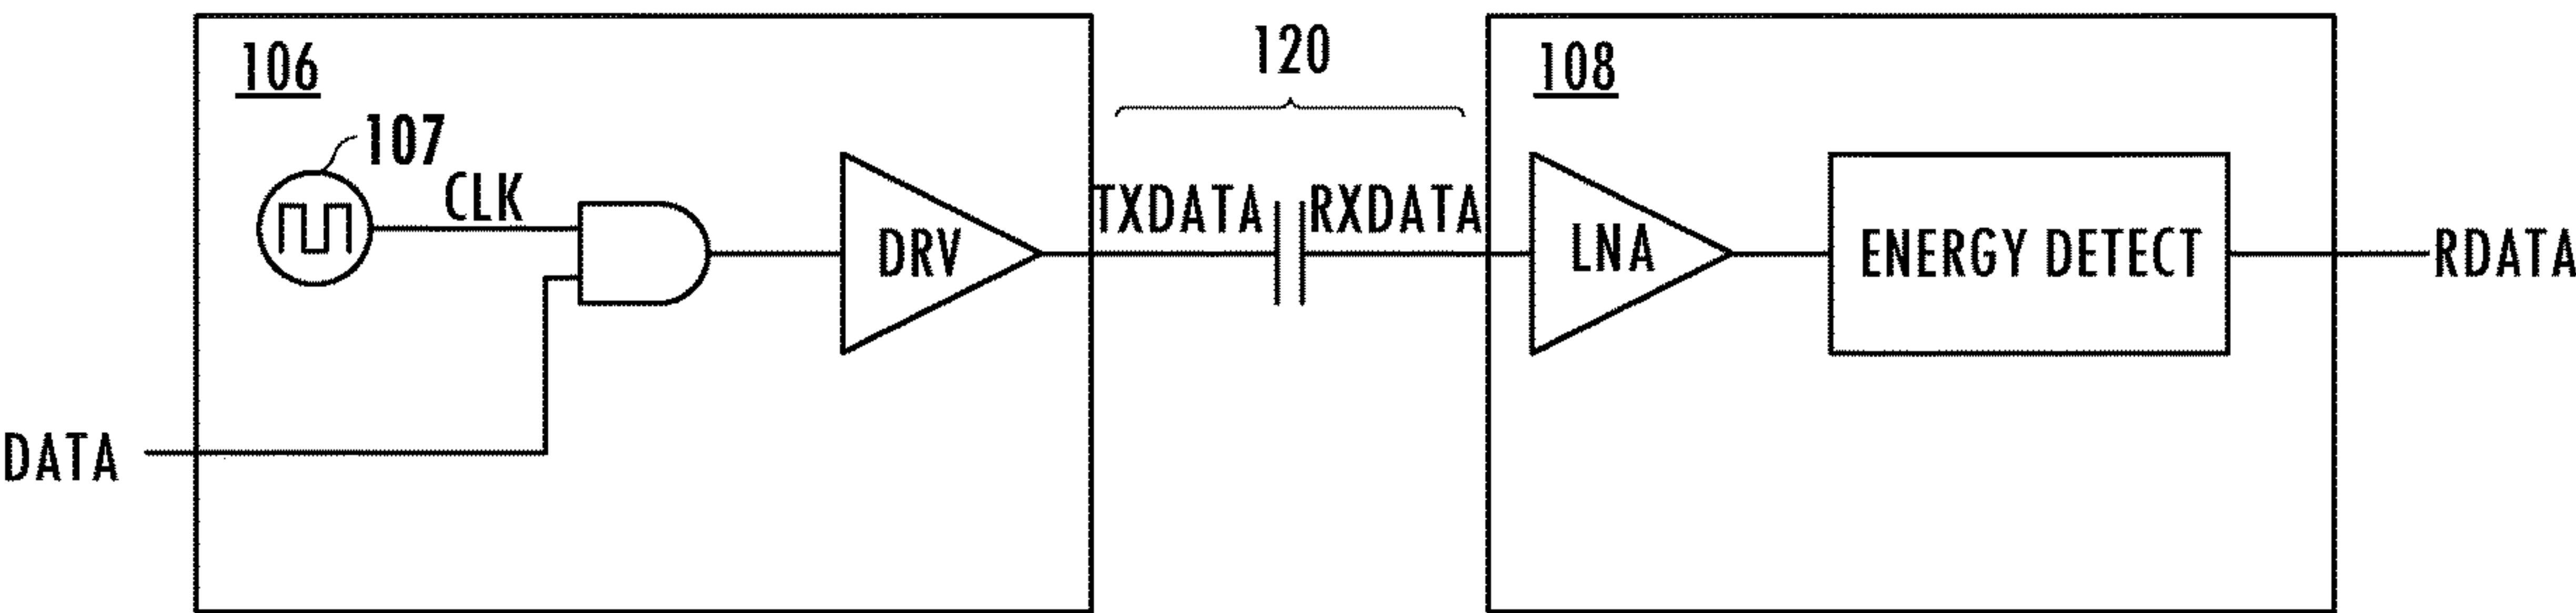 106
120
108
107
CLK
TXDATA
RXDATA
DRV
LNA
ENERGY DETECT
RDATA
DATA